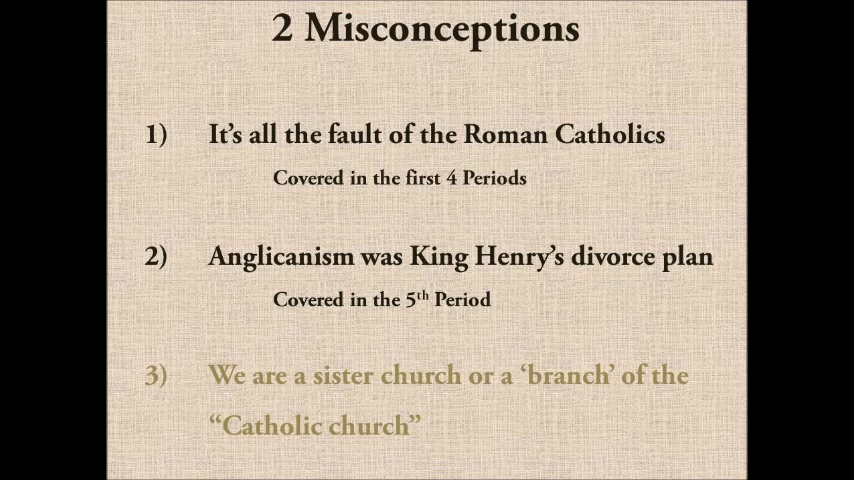 2 Misconceptions
1) It’s all the fault of the Roman Catholics
Covered in the first 4 Periods
2) Anglicanism was King Henry’s divorce plan
Covered in the 5th Period
3) We are a sister church or a ‘branch’ of the
“Catholic church”